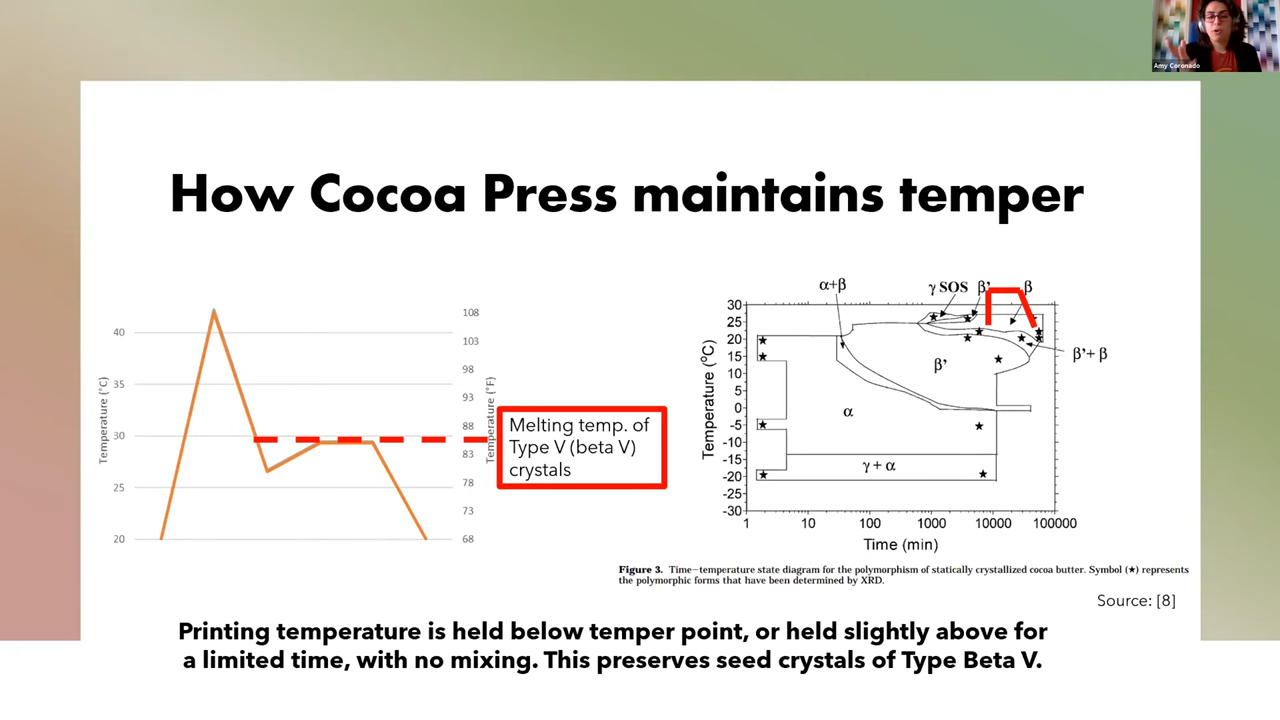 Amy Coronado
How Cocoa Press maintains temper
Temperature (°C)
40
35
30
25
20
108
103
98
93
88
83
78
73
68
Temperature (°F)
Melting temp. of
Type V (beta V)
crystals
α+β
γ SOS
β'
β
β'+ β
β'
α
γ + α
Temperature (°C)
30
25
20
15
10
5
0
-5
-10
-15
-20
-25
-30
1
10
100
1000
10000
100000
Time (min)
Figure 3. Time−temperature state diagram for the polymorphism of statically crystallized cocoa butter. Symbol (★) represents
the polymorphic forms that have been determined by XRD.
Source: [8]
Printing temperature is held below temper point, or held slightly above for
a limited time, with no mixing. This preserves seed crystals of Type Beta V.